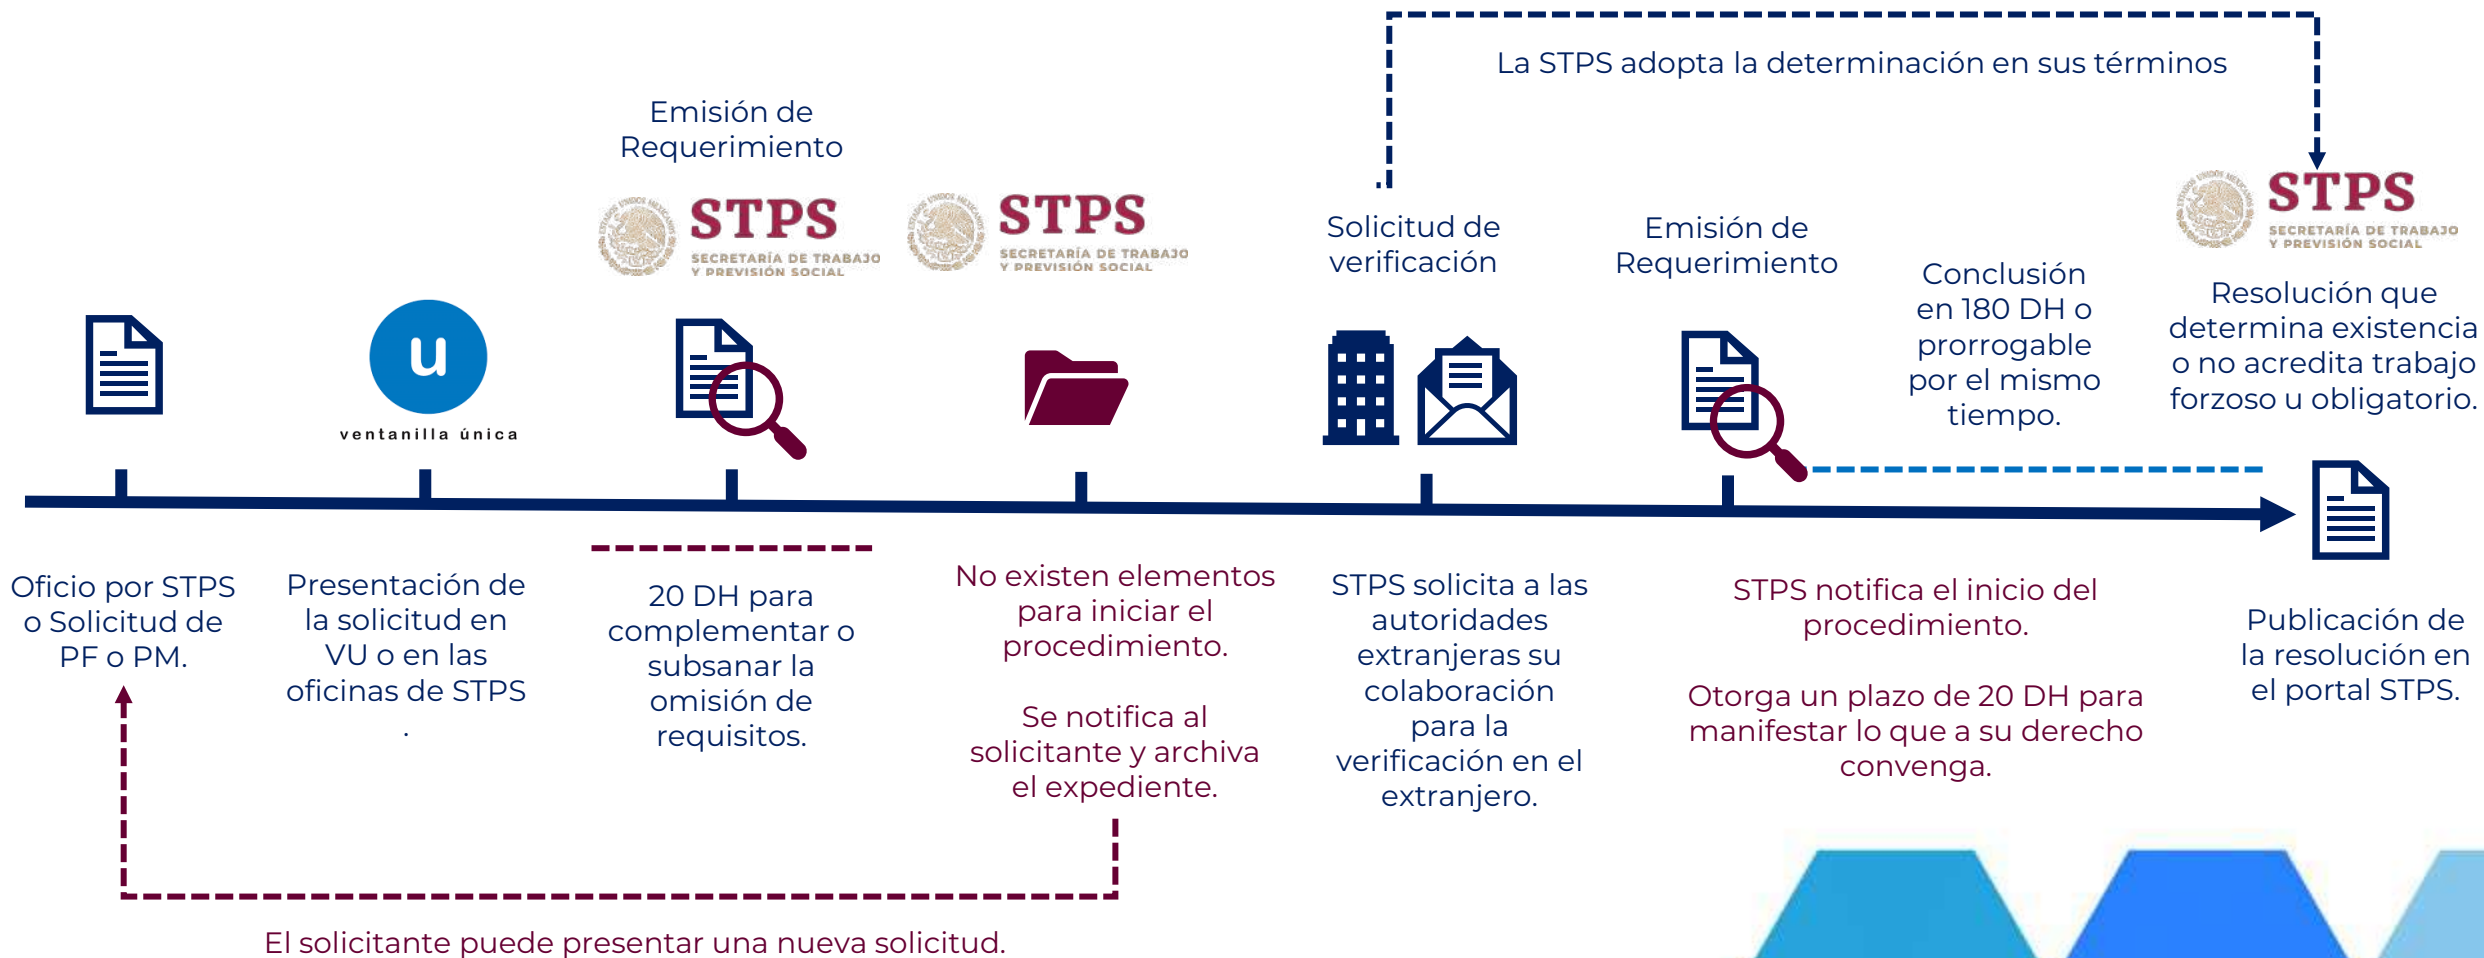 La STPS adopta la determinación en sus términos
Emisión de
Requerimiento
STPS
SECRETARÍA DE TRABAJO
Y PREVISIÓN SOCIAL
STPS
SECRETARÍA DE TRABAJO
Y PREVISIÓN SOCIAL
Solicitud de
verificación
Emisión de
Requerimiento
Conclusión
en 180 DH o
prorrogable
por el mismo
tiempo.
STPS
SECRETARÍA DE TRABAJO
Y PREVISIÓN SOCIAL
Resolución que
determina existencia
o no acredita trabajo
forzoso u obligatorio.
u
ventanilla única
Oficio por STPS
o Solicitud de
PF o PM.
Presentación de
la solicitud en
VU o en las
oficinas de STPS
.
20 DH para
complementar o
subsanar la
omisión de
requisitos.
No existen elementos
para iniciar el
procedimiento.
Se notifica al
solicitante y archiva
el expediente.
STPS solicita a las
autoridades
extranjeras su
colaboración
para la
verificación en el
extranjero.
STPS notifica el inicio del
procedimiento.
Otorga un plazo de 20 DH para
manifestar lo que a su derecho
convenga.
Publicación de
la resolución en
el portal STPS.
El solicitante puede presentar una nueva solicitud.